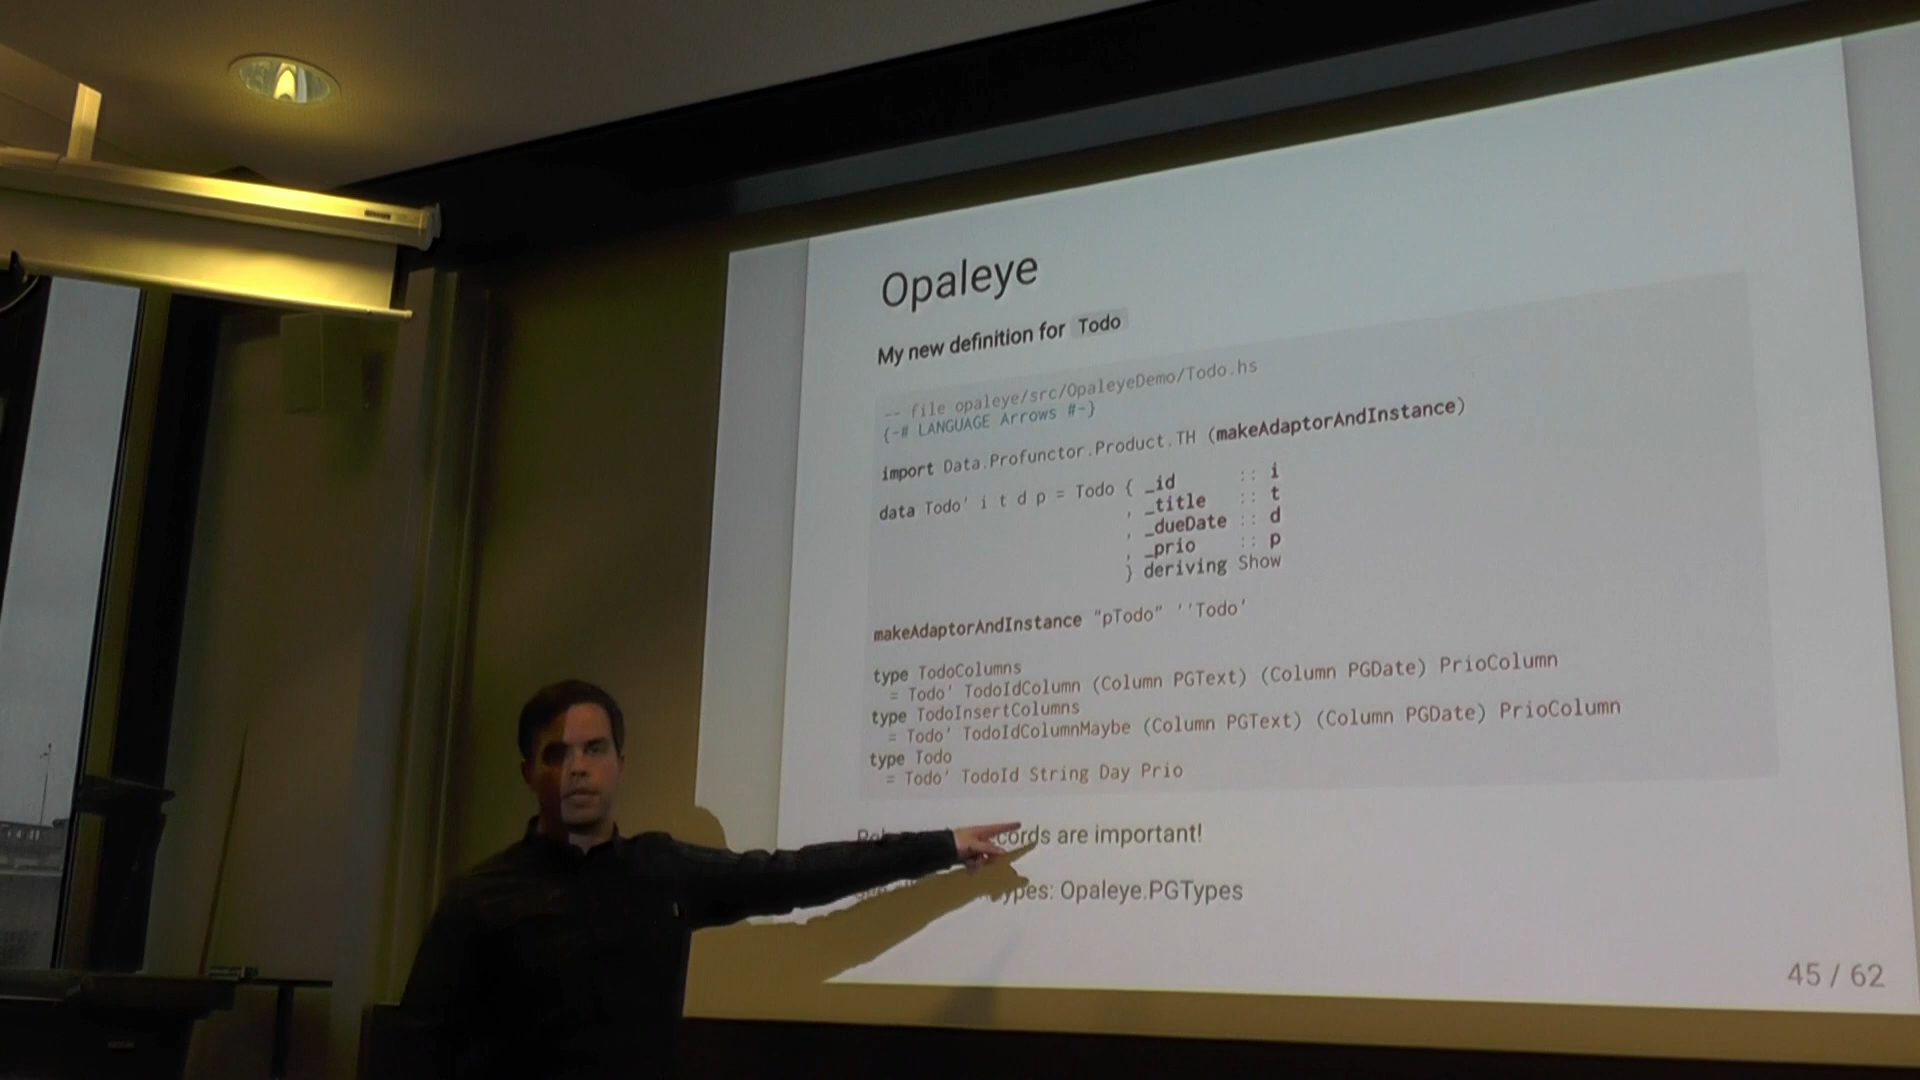 Opaleye
My new definition for Todo
-- file opaleye/src/OpaleyeDemo/Todo.hs
{-# LANGUAGE Arrows #-}
import Data.Profunctor.Product.TH (makeAdaptorAndInstance)
data Todo' i t d p = Todo { _id :: i
, _title :: t
, _dueDate :: d
, _prio :: p
} deriving Show
makeAdaptorAndInstance "pTodo" ''Todo'
type TodoColumns
= Todo' TodoIdColumn (Column PGText) (Column PGDate) PrioColumn
type TodoInsertColumns
= Todo' TodoIdColumnMaybe (Column PGText) (Column PGDate) PrioColumn
type Todo
= Todo' TodoId String Day Prio
are important!
Opaleye.PGTypes
45 / 62